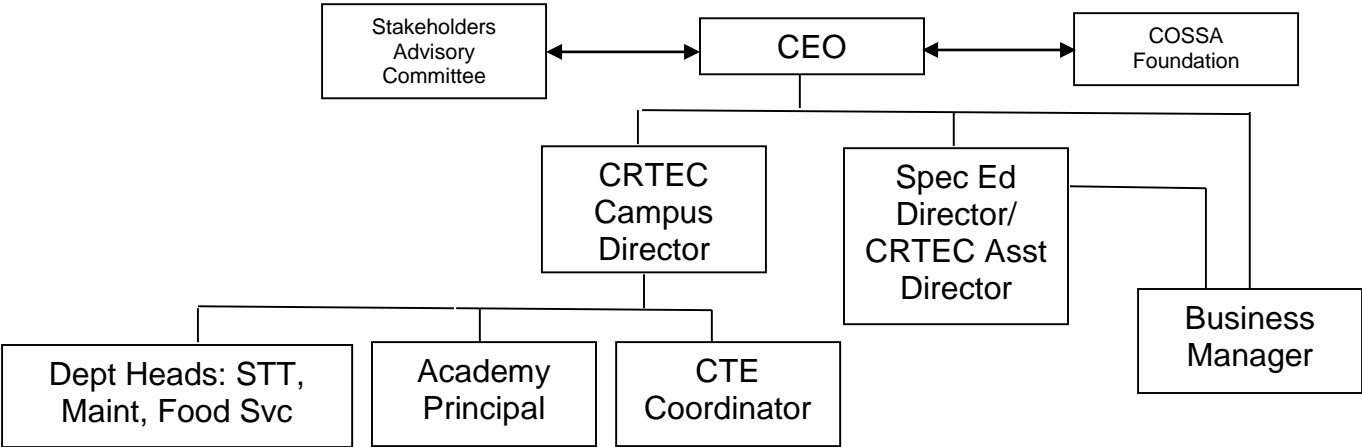 Stakeholders
Advisory
Committee
CEO
COSSA
Foundation
CRTEC
Campus
Director
Spec Ed
Director/
CRTEC Asst
Director
Business
Manager
Dept Heads: STT,
Maint, Food Svc
Academy
Principal
CTE
Coordinator